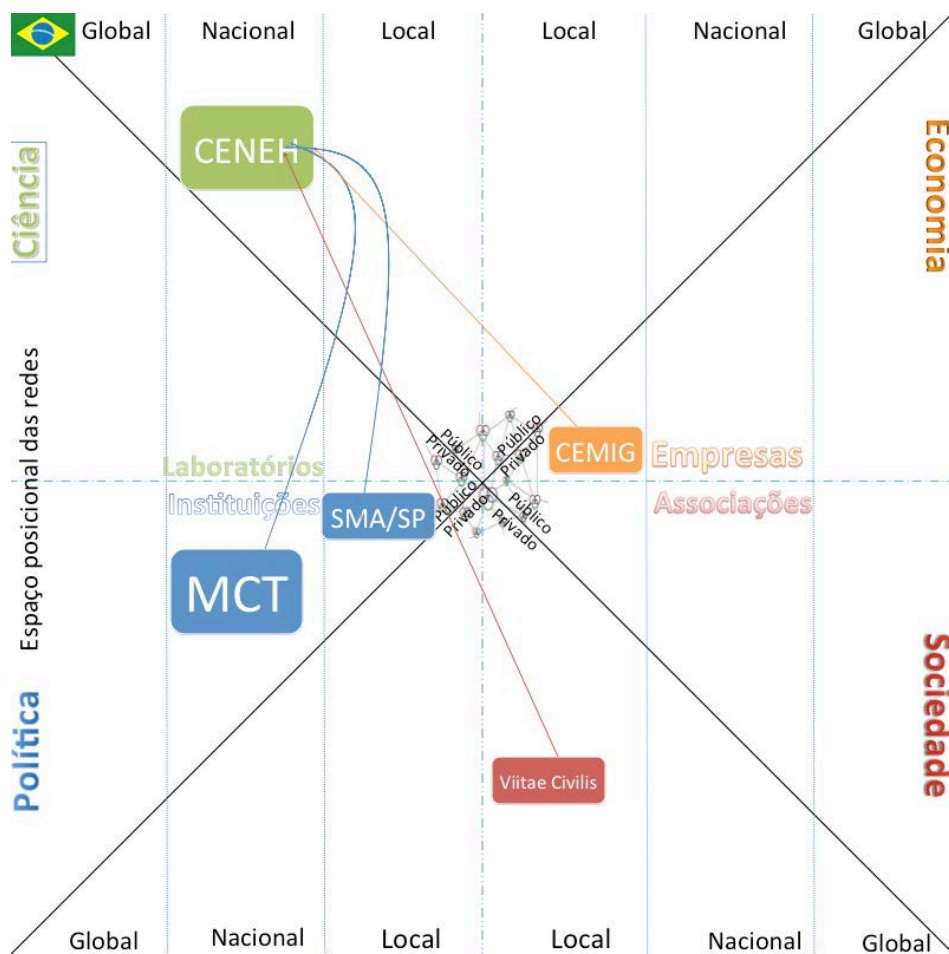 Global Nacional Local Local Nacional Global
CENEH
Ciência
Economia
Espaço posicional das redes
Público
Privado
Público
Privado
CEMIG
Laboratórios
Empresas
Instituições
SMA/SP
Público
Privado
Público
Privado
Associações
MCT
Política
Sociedade
Viitae Civilis
Global Nacional Local Local Nacional Global